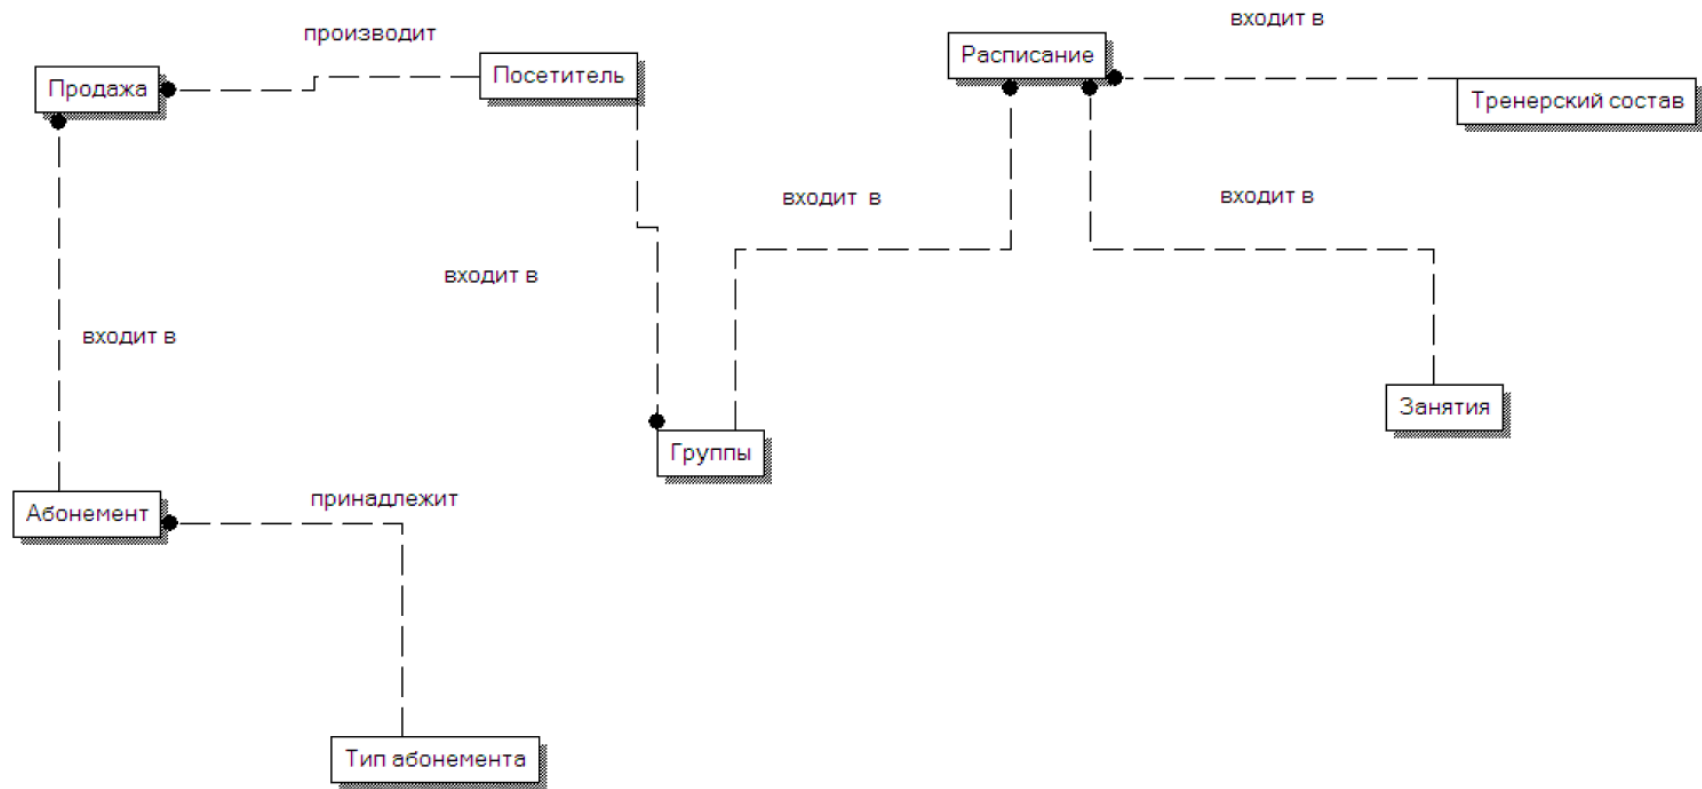 входит в
производит
Расписание
Посетитель
Продажа
Тренерский состав
входит в
входит в
входит в
входит в
Занятия
Группы
принадлежит
Абонемент
Тип абонемента